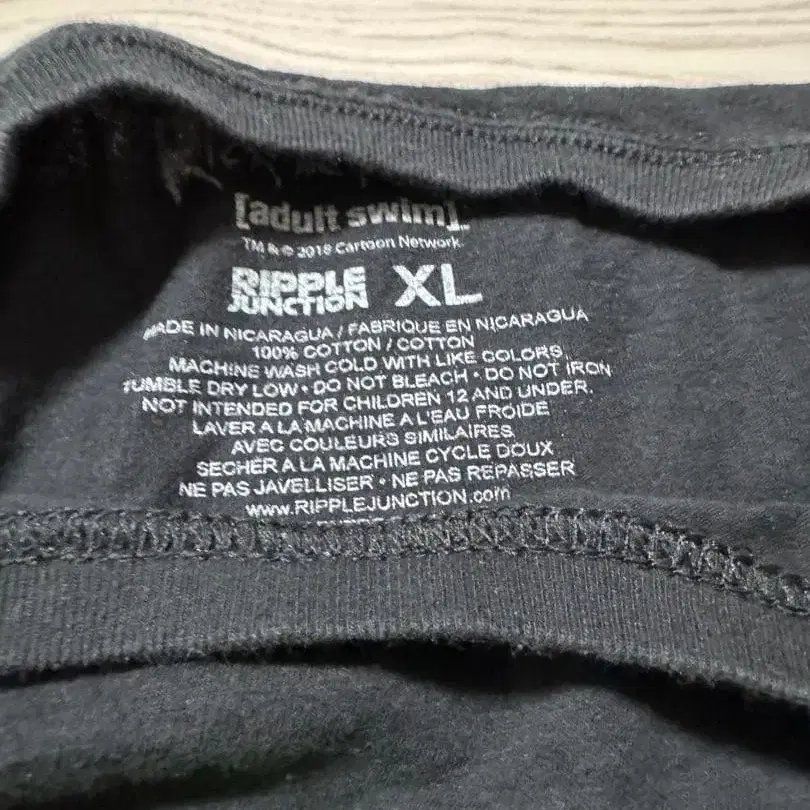 [adult swim]™
TM & © 2018 Cartoon Network
RIPPLE JUNCTION XL
MADE IN NICARAGUA / FABRIQUE EN NICARAGUA
100% COTTON / COTTON
MACHINE WASH COLD WITH LIKE COLORS.
TUMBLE DRY LOW • DO NOT BLEACH • DO NOT IRON
NOT INTENDED FOR CHILDREN 12 AND UNDER.
LAVER A LA MACHINE A L'EAU FROIDE
AVEC COULEURS SIMILAIRES
SECHER A LA MACHINE CYCLE DOUX
NE PAS JAVELLISER • NE PAS REPASSER
www.RIPPLEJUNCTION.com